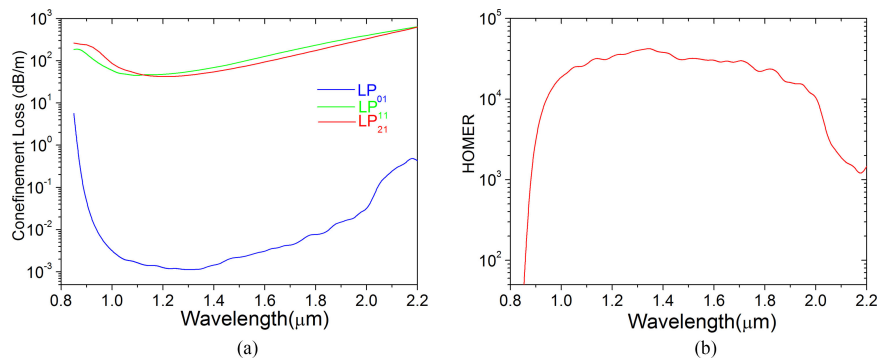 Conefinement Loss (dB/m)
10³
10²
10¹
10⁰
10⁻¹
10⁻²
10⁻³
LP₀₁
LP₁₁
LP₂₁
0.8 1.0 1.2 1.4 1.6 1.8 2.0 2.2
Wavelength(μm)
(a)
HOMER
10⁵
10⁴
10³
10²
0.8 1.0 1.2 1.4 1.6 1.8 2.0 2.2
Wavelength(μm)
(b)